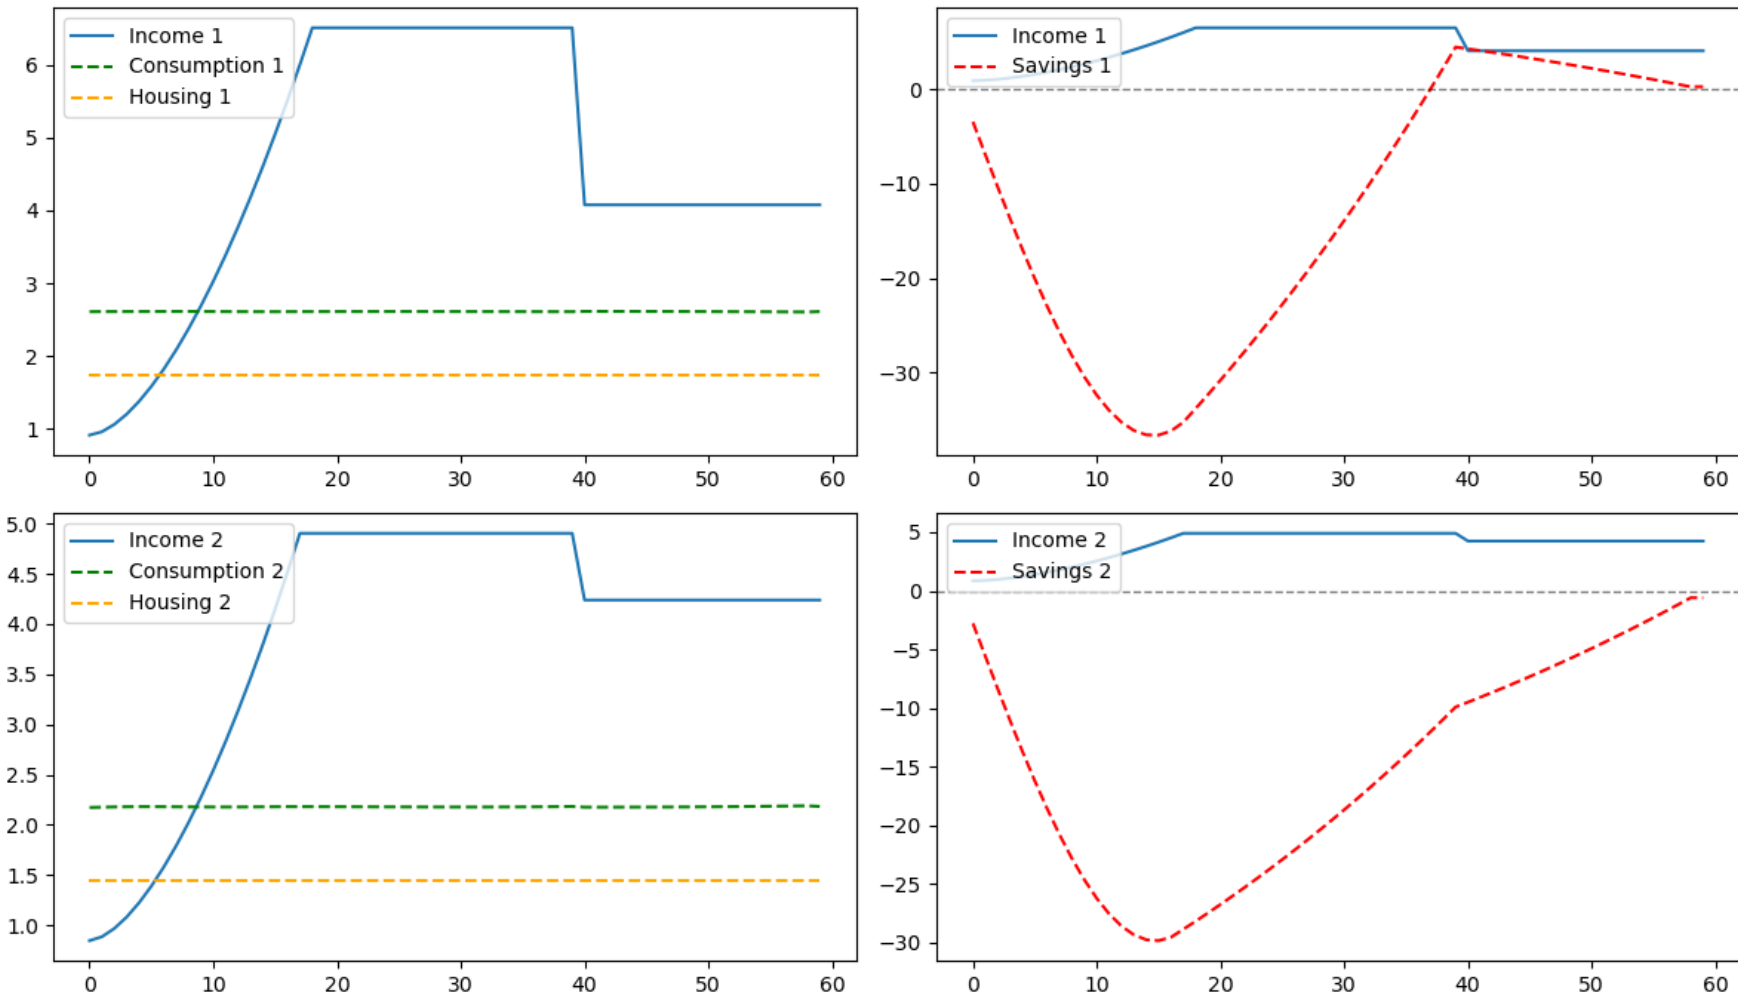 Income 1
Consumption 1
Housing 1
6
5
4
3
2
1
0 10 20 30 40 50 60
Income 1
Savings 1
0
−10
−20
−30
0 10 20 30 40 50 60
Income 2
Consumption 2
Housing 2
5.0
4.5
4.0
3.5
3.0
2.5
2.0
1.5
1.0
0 10 20 30 40 50 60
Income 2
Savings 2
5
0
−5
−10
−15
−20
−25
−30
0 10 20 30 40 50 60